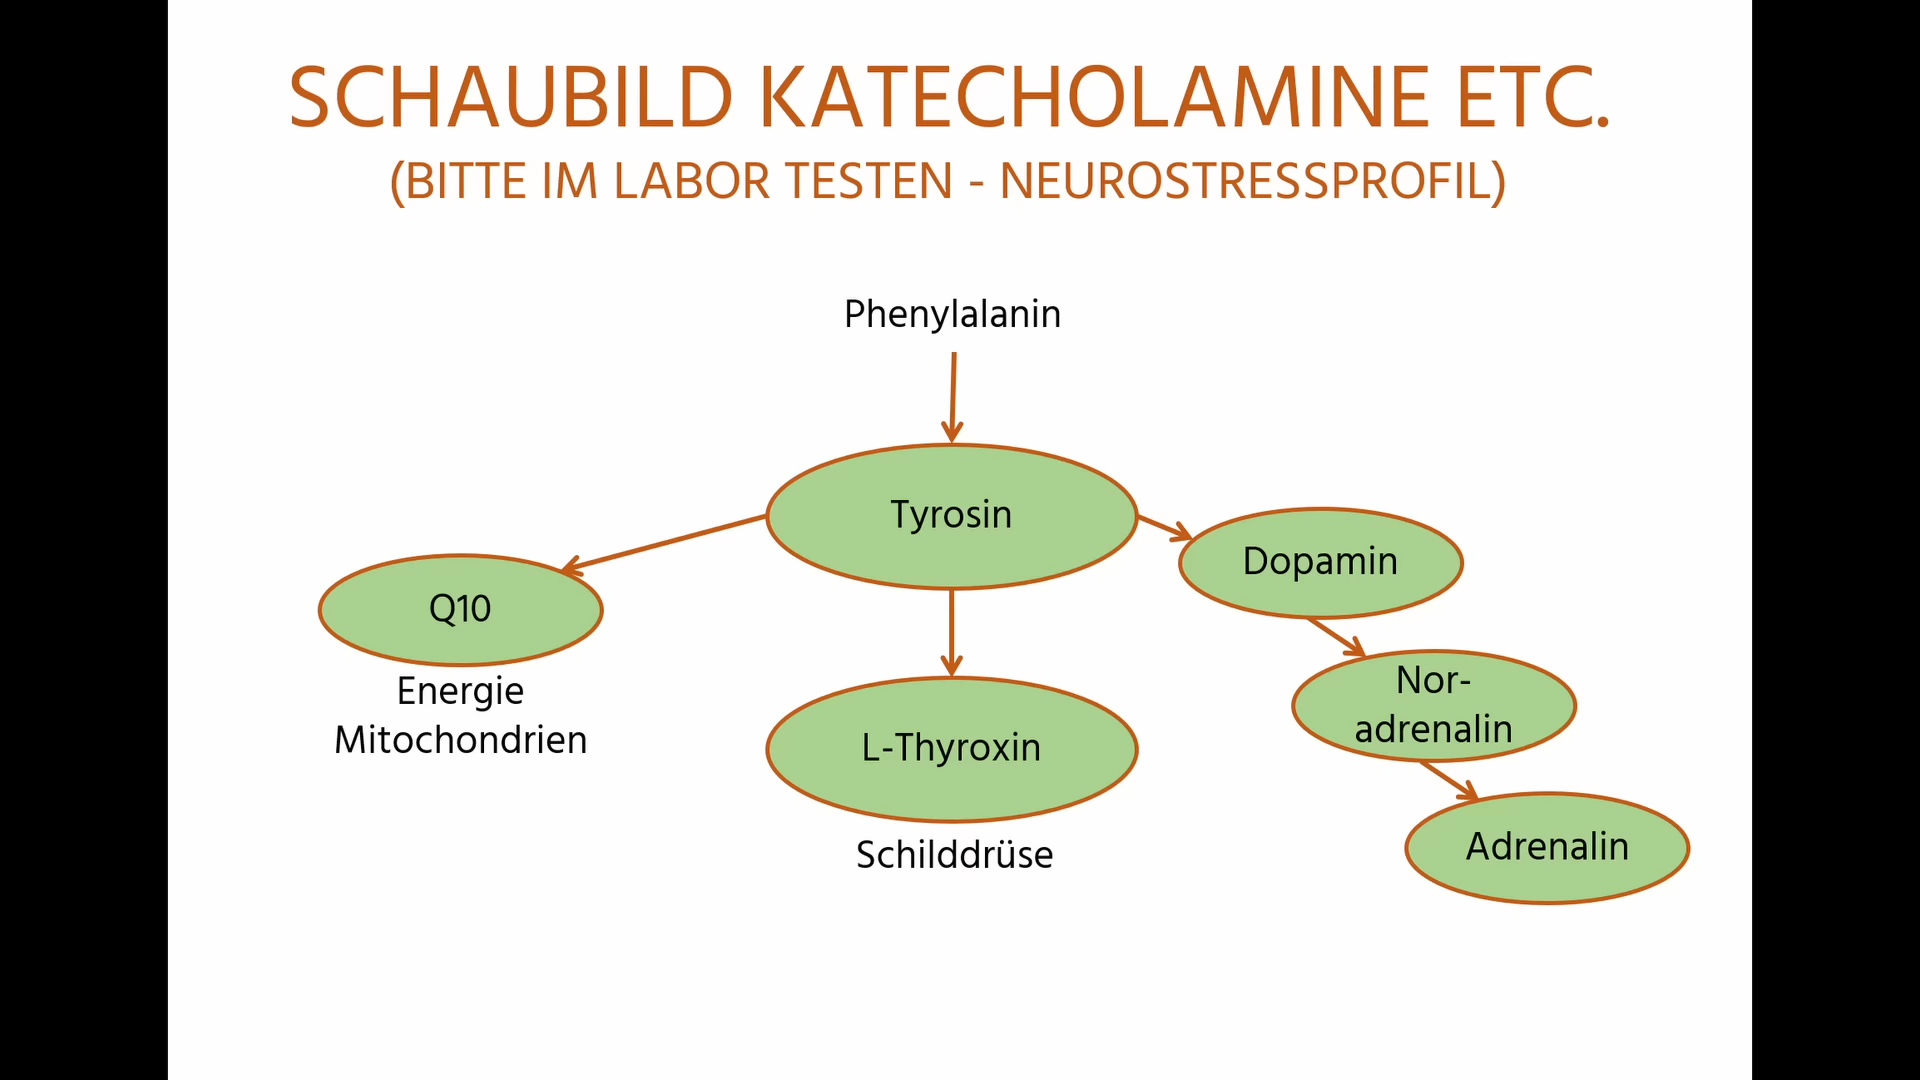 SCHAUBILD KATECHOLAMINE ETC.
(BITTE IM LABOR TESTEN - NEUROSTRESSPROFIL)
Phenylalanin
Tyrosin
Dopamin
Q10
Energie
Mitochondrien
L-Thyroxin
Schilddrüse
Nor-
adrenalin
Adrenalin